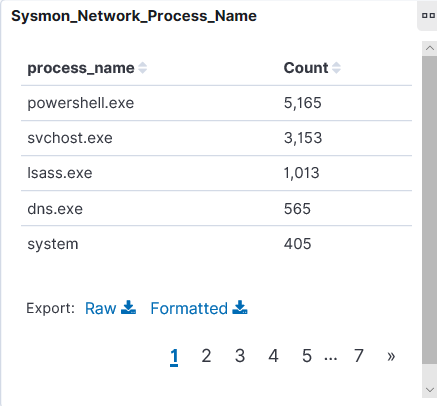 Sysmon_Network_Process_Name
process_name Count
powershell.exe 5,165
svchost.exe 3,153
lsass.exe 1,013
dns.exe 565
system 405
Export: Raw Formatted
1 2 3 4 5 ... 7 »